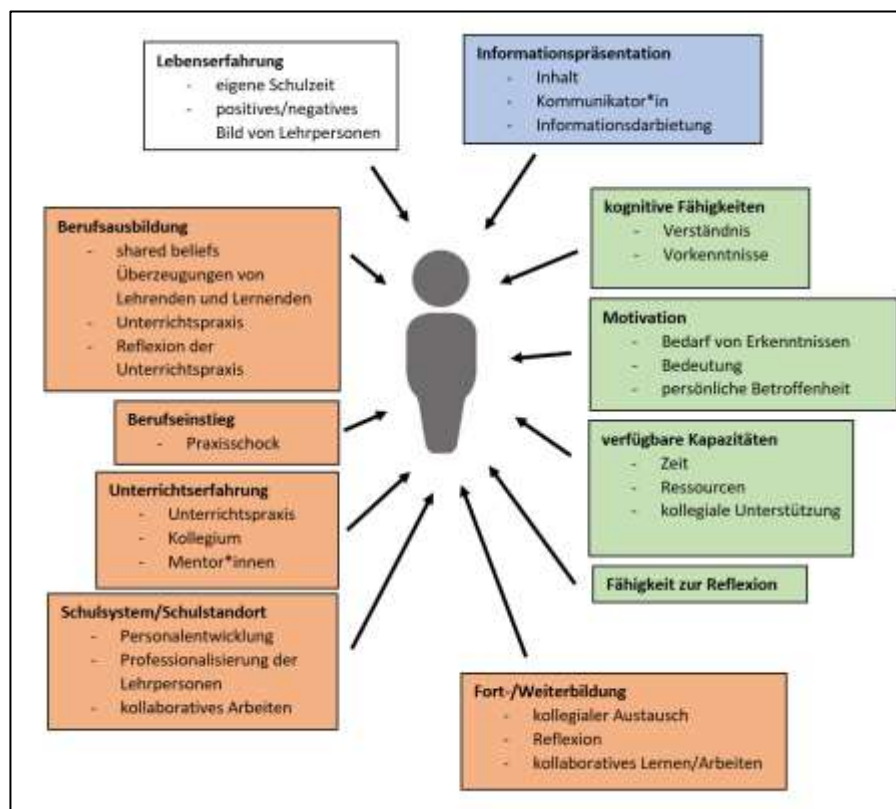 Lebenserfahrung
- eigene Schulzeit
- positives/negatives
Bild von Lehrpersonen
Informationspräsentation
- Inhalt
- Kommunikator*in
- Informationsdarbietung
Berufsausbildung
- shared beliefs
Überzeugungen von
Lehrenden und Lernenden
- Unterrichtspraxis
- Reflexion der
Unterrichtspraxis
kognitive Fähigkeiten
- Verständnis
- Vorkenntnisse
Motivation
- Bedarf von Erkenntnissen
- Bedeutung
- persönliche Betroffenheit
Berufseinstieg
- Praxisschock
verfügbare Kapazitäten
- Zeit
- Ressourcen
- kollegiale Unterstützung
Unterrichtserfahrung
- Unterrichtspraxis
- Kollegium
- Mentor*innen
Fähigkeit zur Reflexion
Schulsystem/Schulstandort
- Personalentwicklung
- Professionalisierung der
Lehrpersonen
- kollaboratives Arbeiten
Fort-/Weiterbildung
- kollegialer Austausch
- Reflexion
- kollaboratives Lernen/Arbeiten